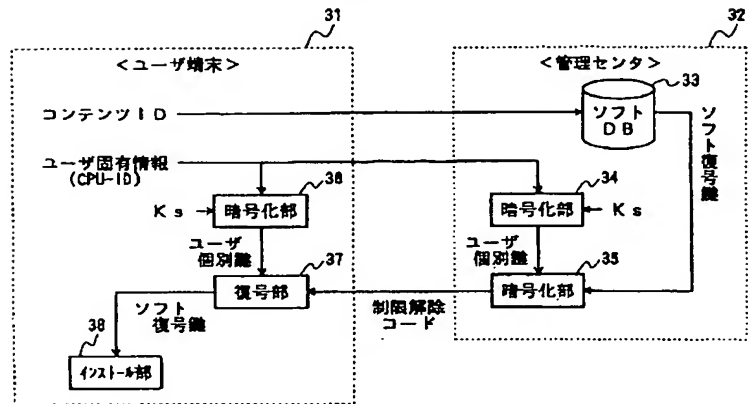 31
32
<ユーザ端末>
<管理センタ>
33
コンテンツID
ソフト
DB
ソフト復号鍵
ユーザ固有情報
(CPU-ID)
36
34
Ks
暗号化部
暗号化部
Ks
ユーザ
個別鍵
37
ユーザ
個別鍵
35
復号部
暗号化部
ソフト
復号鍵
制限解除
コード
38
インストール部